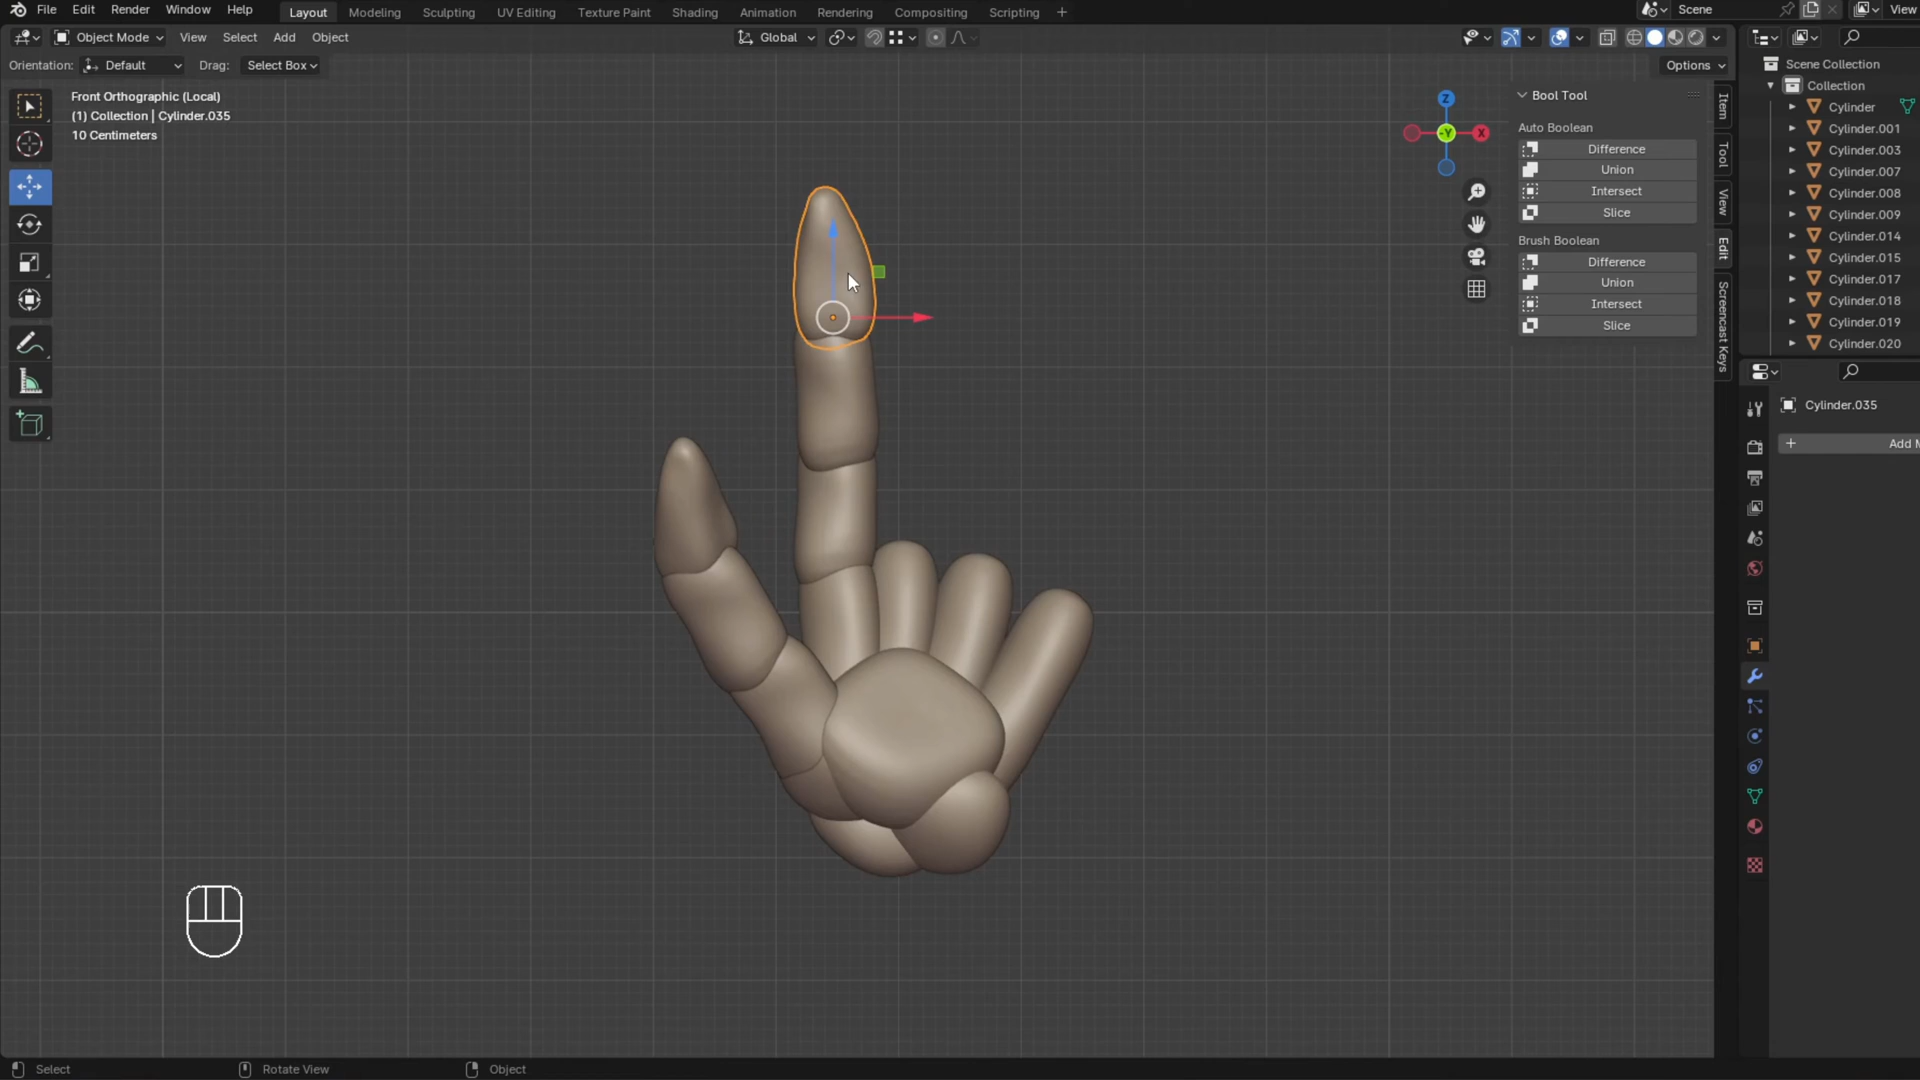 File Edit Render Window Help Layout Modeling Sculpting UV Editing Texture Paint Shading Animation Rendering Compositing Scripting + Scene View
Object Mode View Select Add Object Global
Orientation: Default Drag: Select Box Options
Front Orthographic (Local)
(1) Collection | Cylinder.035
10 Centimeters
Z
-Y
X
Bool Tool
Auto Boolean
Difference
Union
Intersect
Slice
Brush Boolean
Difference
Union
Intersect
Slice
Item
Tool
View
Edit
Screencast Keys
Scene Collection
Collection
Cylinder
Cylinder.001
Cylinder.003
Cylinder.007
Cylinder.008
Cylinder.009
Cylinder.014
Cylinder.015
Cylinder.017
Cylinder.018
Cylinder.019
Cylinder.020
Cylinder.035
+ Add M
Select Rotate View Object